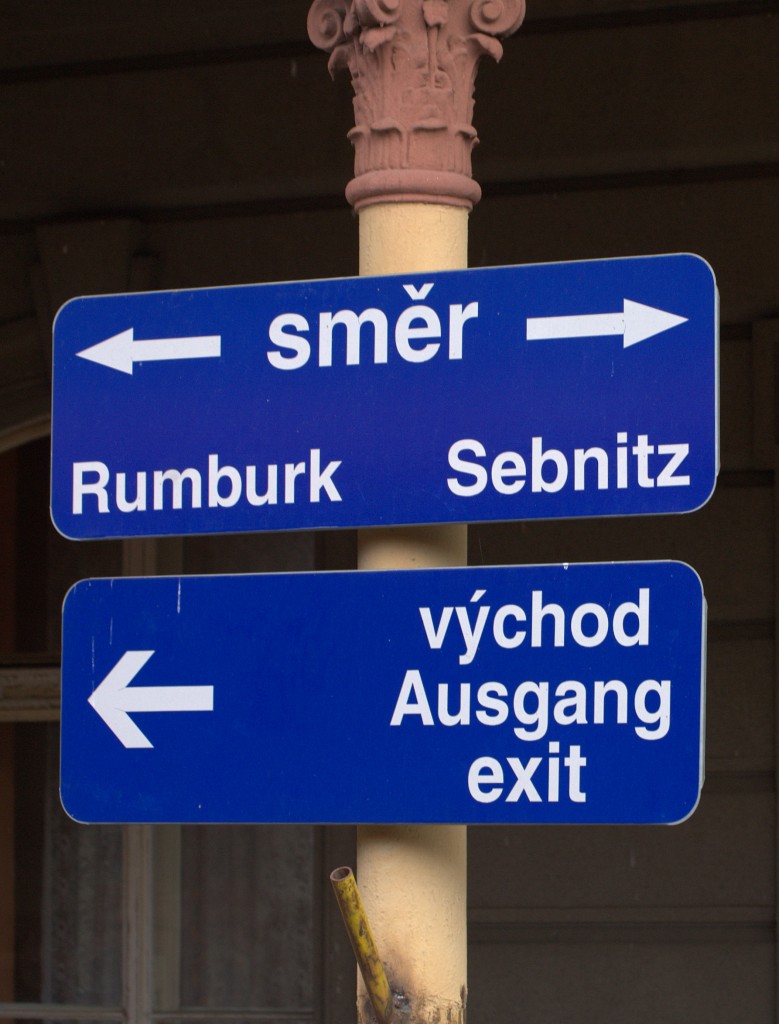 směr
Rumburk Sebnitz
východ
Ausgang
exit